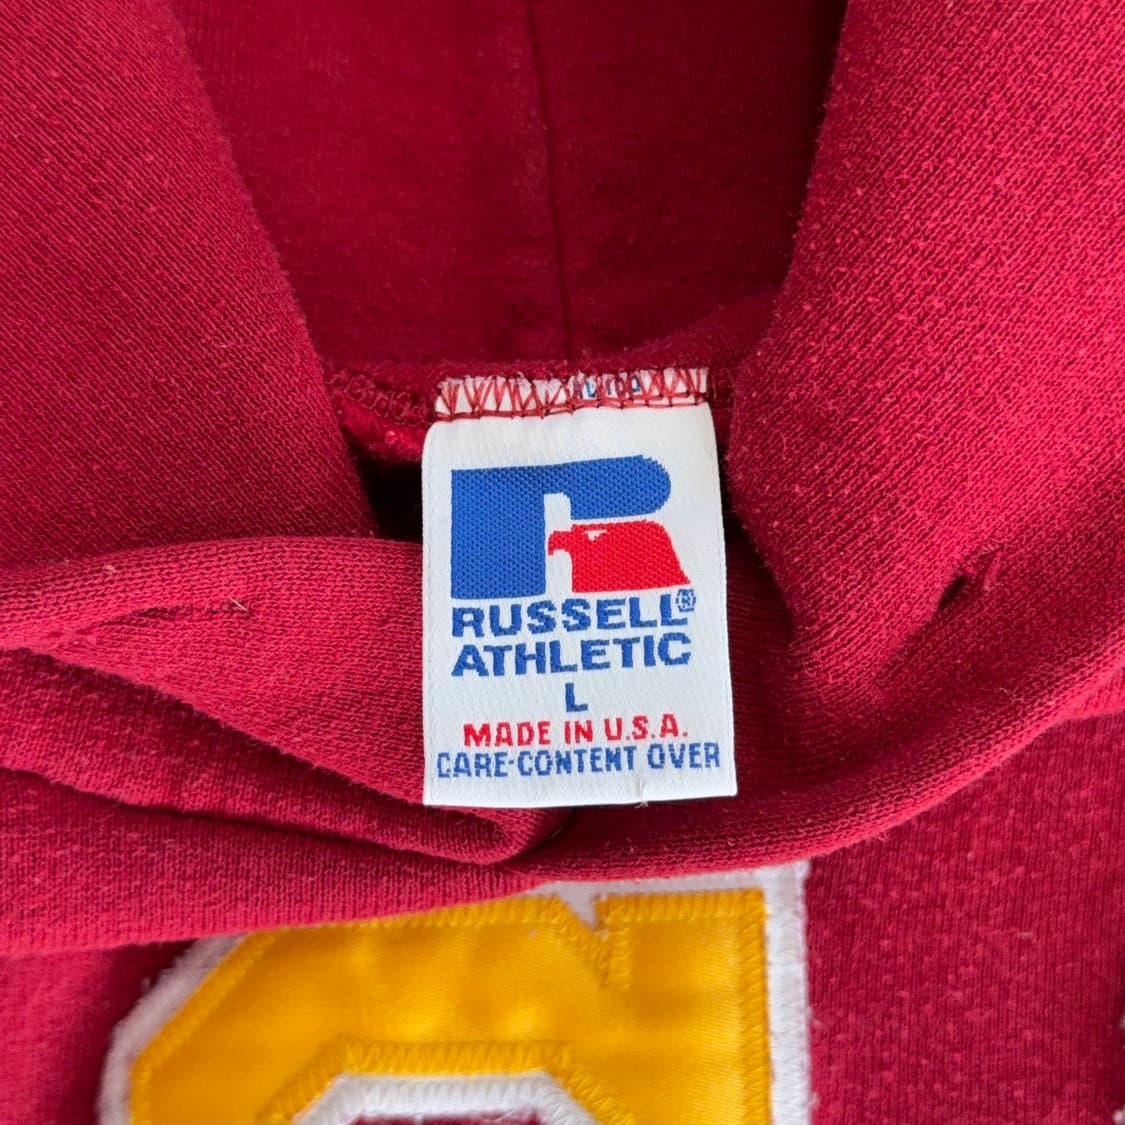 RUSSELL®
ATHLETIC
L
MADE IN U.S.A.
CARE-CONTENT OVER